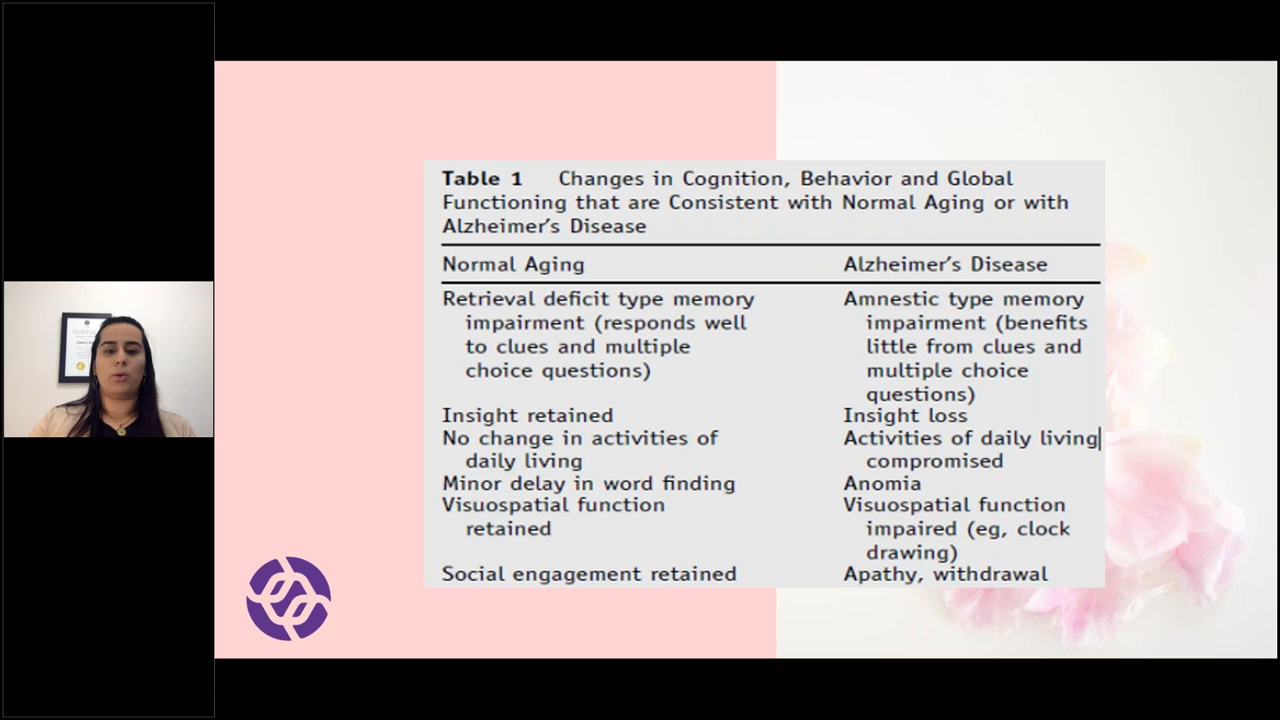 Table 1 Changes in Cognition, Behavior and Global
Functioning that are Consistent with Normal Aging or with
Alzheimer's Disease
Normal Aging Alzheimer's Disease
Retrieval deficit type memory
impairment (responds well
to clues and multiple
choice questions)
Amnestic type memory
impairment (benefits
little from clues and
multiple choice
questions)
Insight retained
Insight loss
No change in activities of
daily living
Activities of daily living
compromised
Minor delay in word finding
Anomia
Visuospatial function
retained
Visuospatial function
impaired (eg, clock
drawing)
Social engagement retained
Apathy, withdrawal